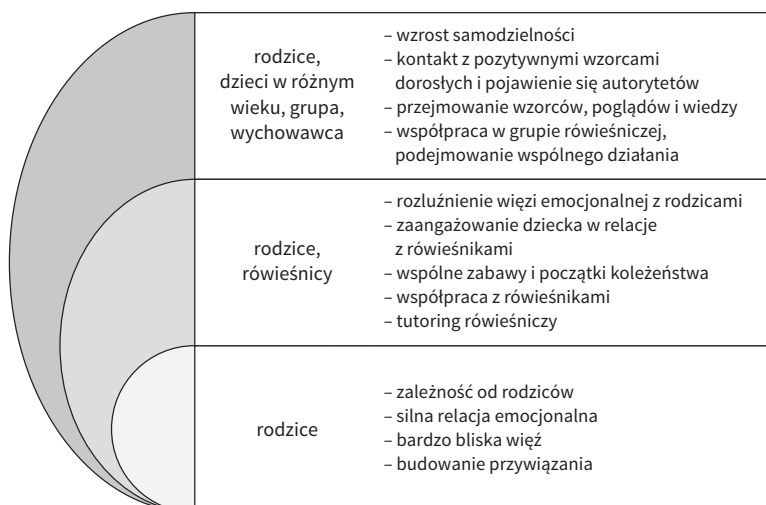 rodzice,
dzieci w różnym
wieku, grupa,
wychowawca
– wzrost samodzielności
– kontakt z pozytywnymi wzorcami
dorosłych i pojawienie się autorytetów
– przejmowanie wzorców, poglądów i wiedzy
– współpraca w grupie rówieśniczej,
podejmowanie wspólnego działania
rodzice,
rówieśnicy
– rozluźnienie więzi emocjonalnej z rodzicami
– zaangażowanie dziecka w relacje
z rówieśnikami
– wspólne zabawy i początki koleżeństwa
– współpraca z rówieśnikami
– tutoring rówieśniczy
rodzice
– zależność od rodziców
– silna relacja emocjonalna
– bardzo bliska więź
– budowanie przywiązania